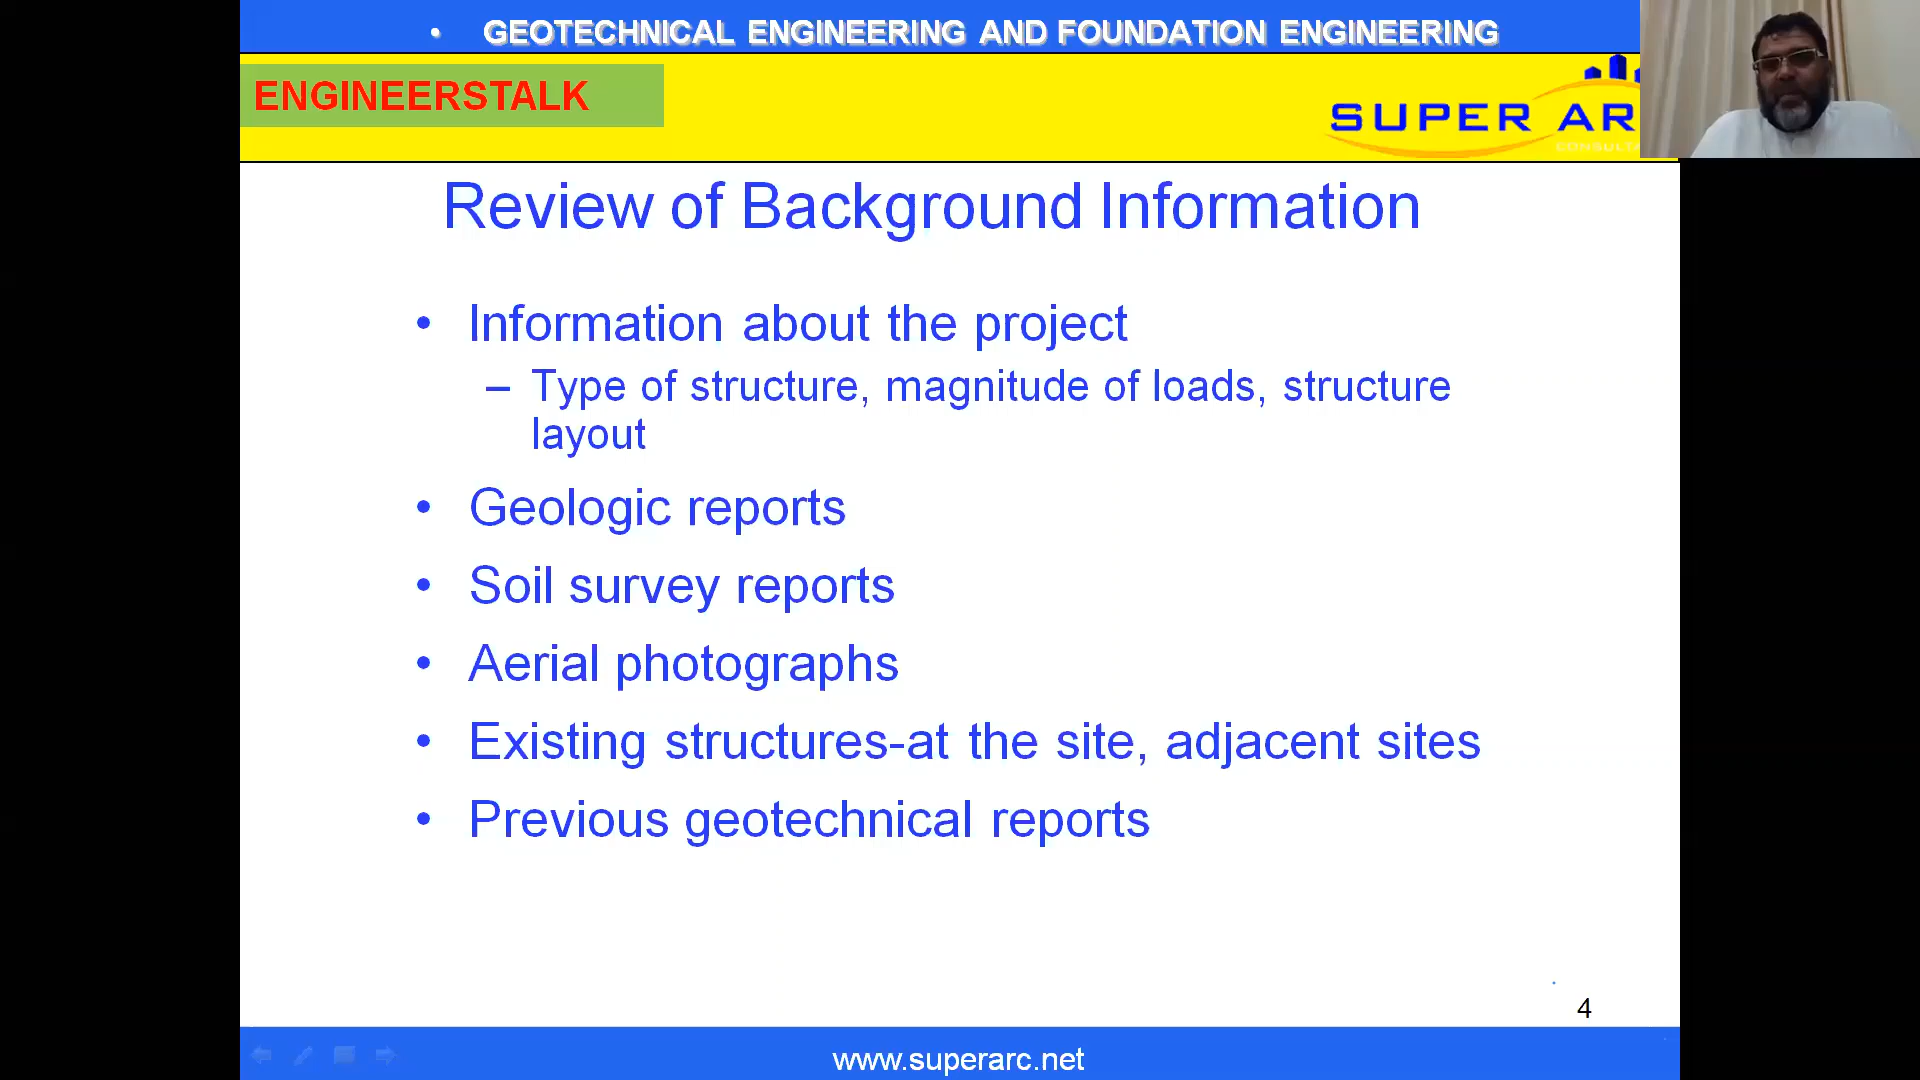 • GEOTECHNICAL ENGINEERING AND FOUNDATION ENGINEERING
ENGINEERSTALK
SUPER ARC
Review of Background Information
• Information about the project
– Type of structure, magnitude of loads, structure
layout
• Geologic reports
• Soil survey reports
• Aerial photographs
• Existing structures-at the site, adjacent sites
• Previous geotechnical reports
4
www.superarc.net